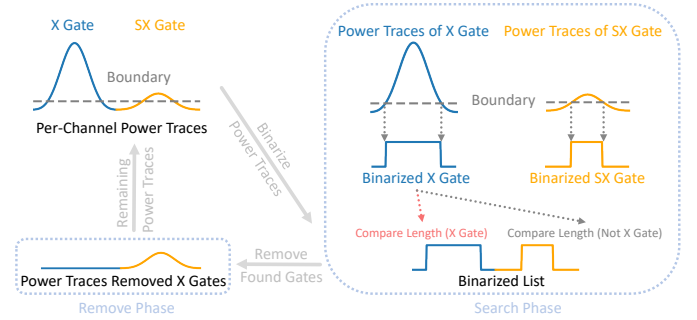 X Gate
SX Gate
Boundary
Per-Channel Power Traces
Binarize
Power Traces
Remaining
Power Traces
Power Traces Removed X Gates
Remove Phase
Remove
Found Gates
Power Traces of X Gate
Power Traces of SX Gate
Boundary
Binarized X Gate
Binarized SX Gate
Compare Length (X Gate)
Compare Length (Not X Gate)
Binarized List
Search Phase